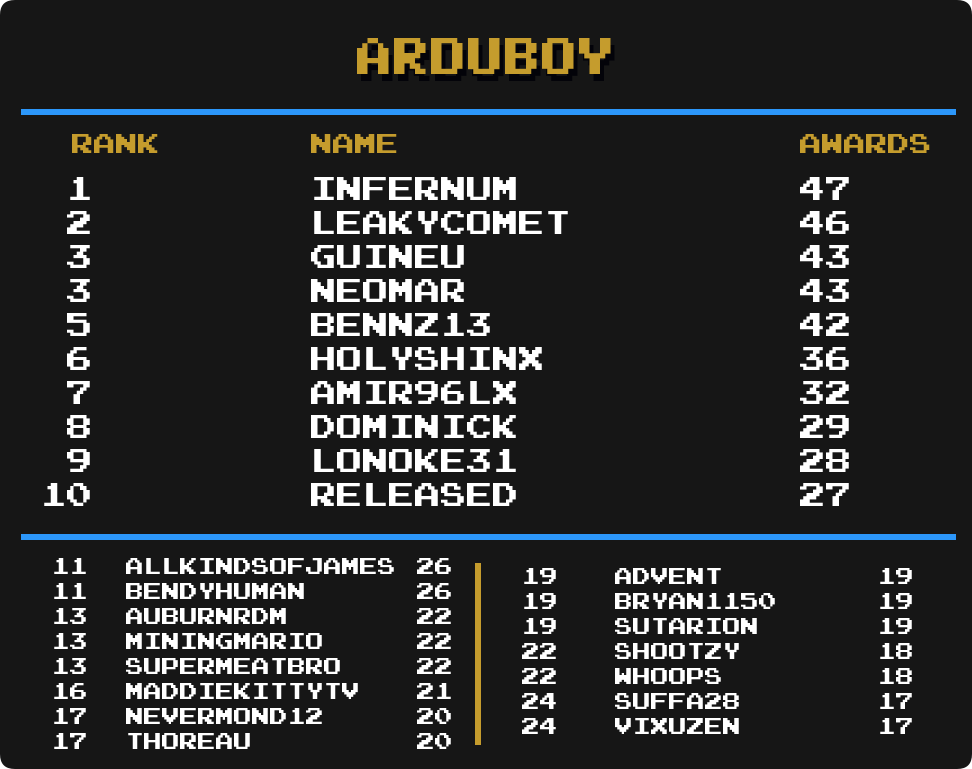 ARDUBOY
RANK NAME AWARDS
1 INFERNUM 47
2 LEAKYCOMET 46
3 GUINEU 43
3 NEOMAR 43
5 BENNZ13 42
6 HOLYSHINX 36
7 AMIR96LX 32
8 DOMINICK 29
9 LONOKE31 28
10 RELEASED 27
11 ALLKINDSOFJAMES 26
11 BENDYHUMAN 26
13 AUBURNRDM 22
13 MININGMARIO 22
13 SUPERMEATBRO 22
16 MADDIEKITTYTV 21
17 NEVERMOND12 20
17 THOREAU 20
19 ADVENT 19
19 BRYAN1150 19
19 SUTARION 19
22 SHOOTZY 18
22 WHOOPS 18
24 SUFFA28 17
24 VIXUZEN 17